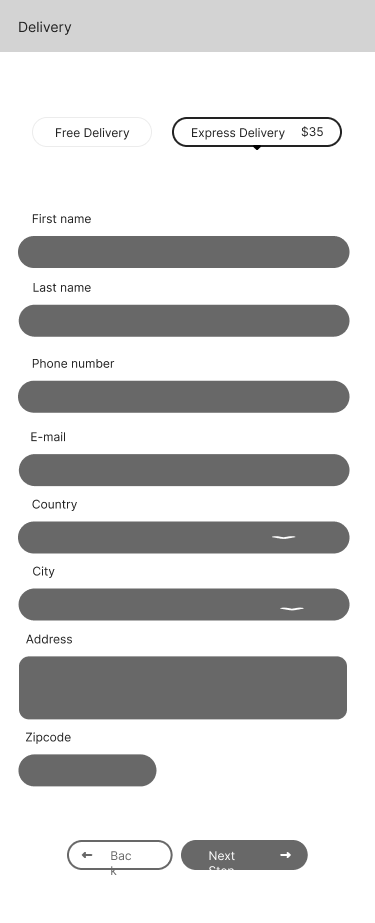 Delivery
Free Delivery
Express Delivery $35
First name
Last name
Phone number
E-mail
Country
City
Address
Zipcode
Bac
k
Next
Step